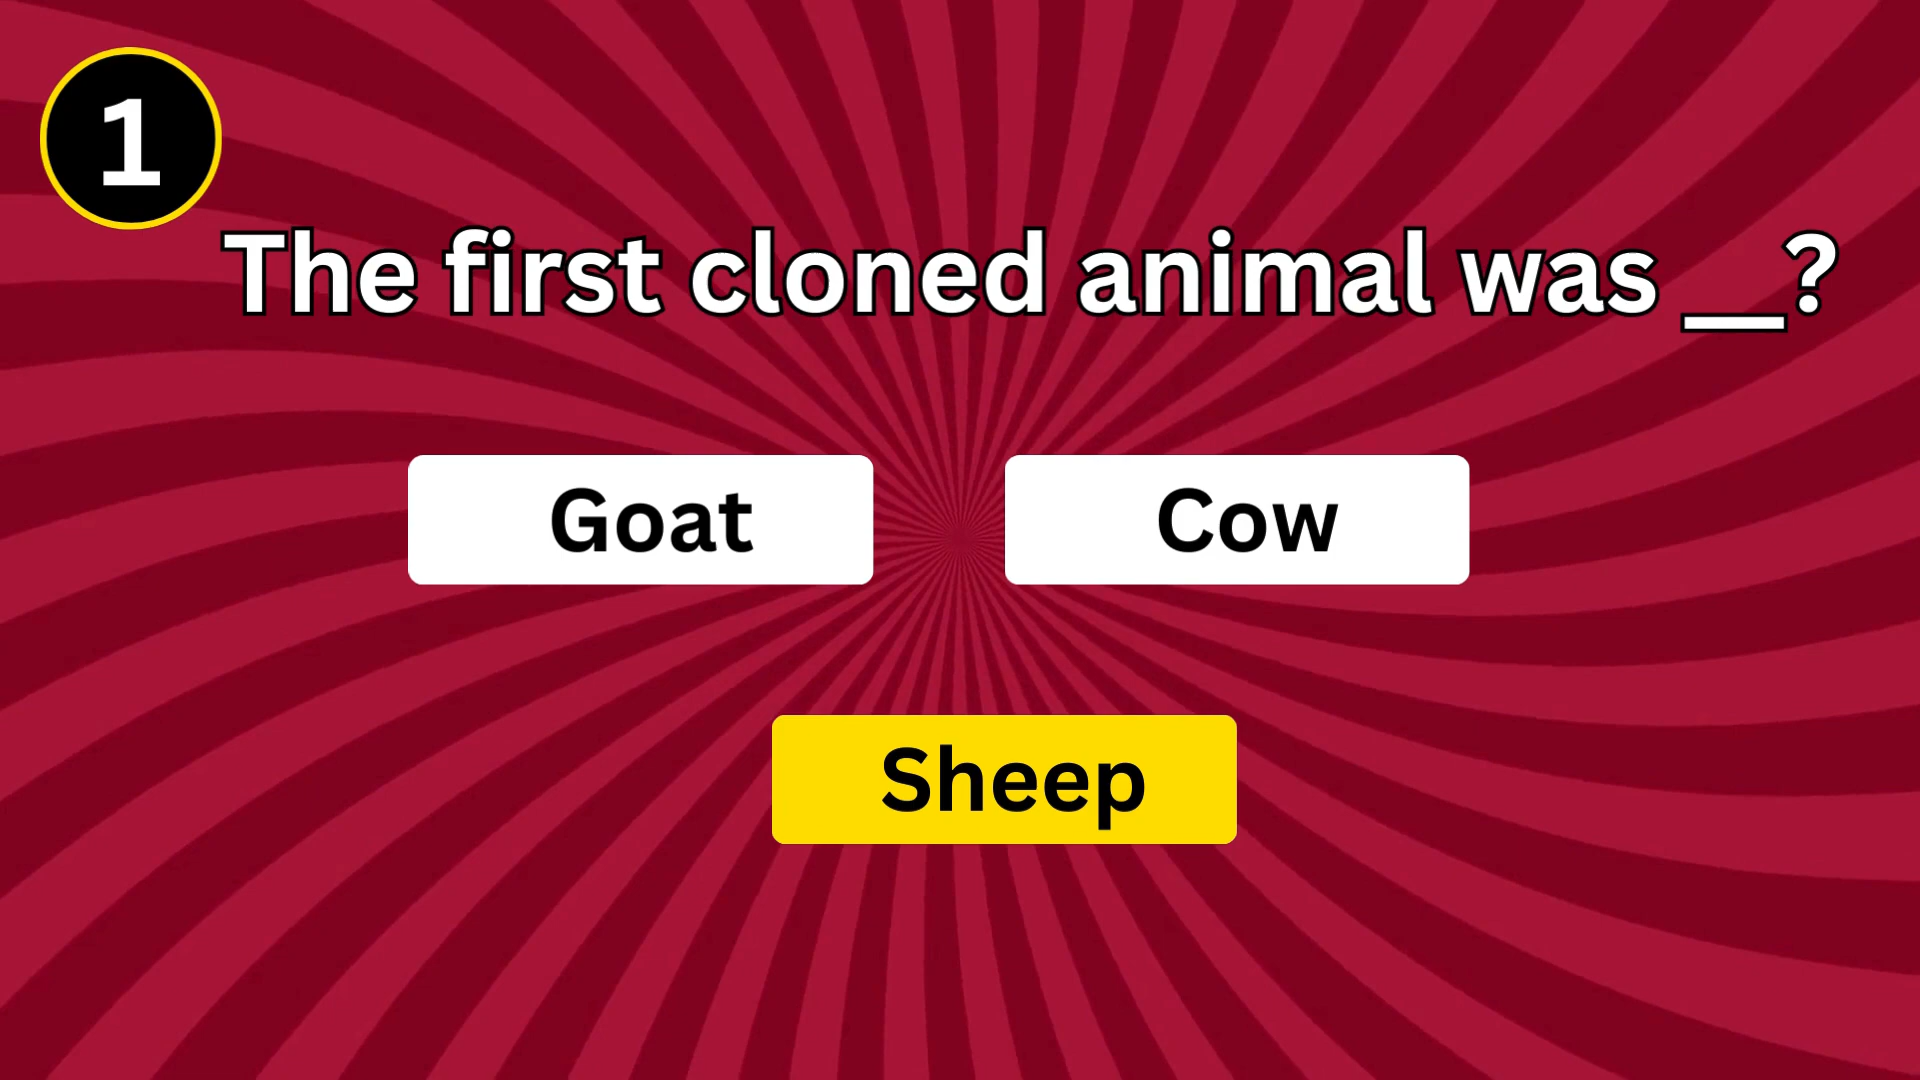 1
The first cloned animal was __?
Goat
Cow
Sheep